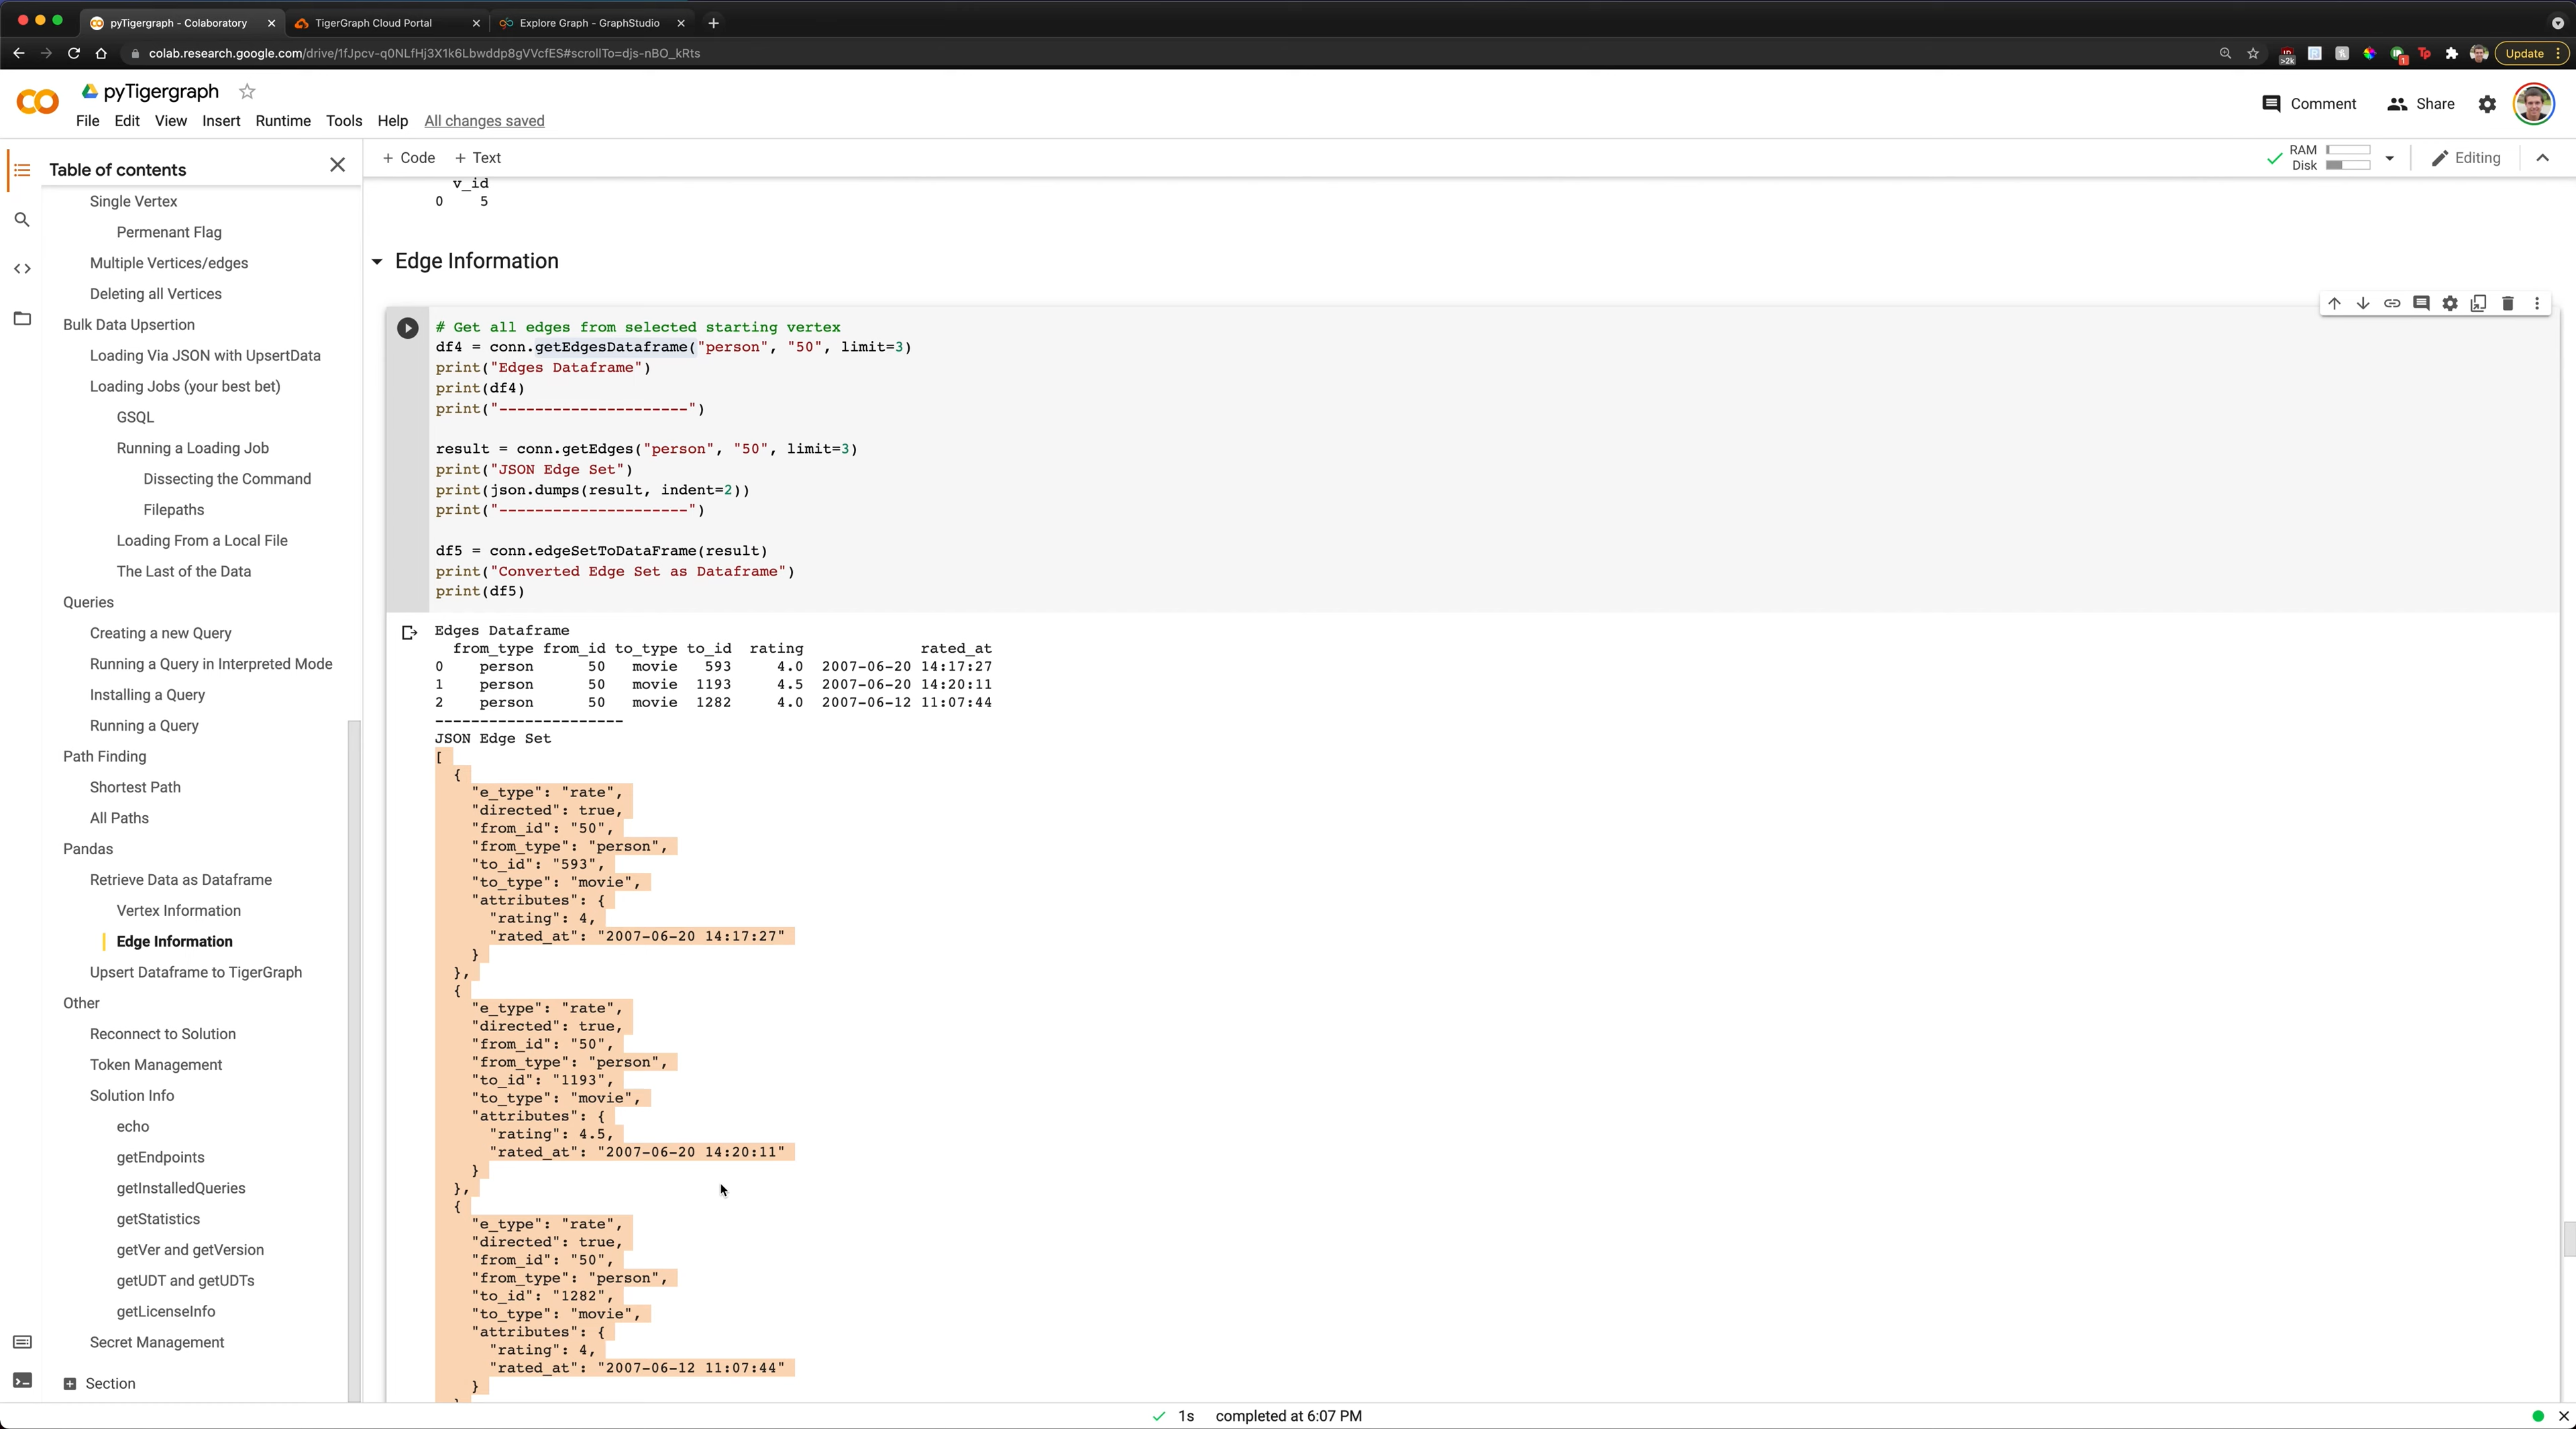 pyTigergraph - Colaboratory
TigerGraph Cloud Portal
Explore Graph - GraphStudio
colab.research.google.com/drive/1fJpcv-q0NLfHj3X1k6Lbwddp8gVVcfES#scrollTo=djs-nBO_kRts
>2k
1
Tp
Update
pyTigergraph
File Edit View Insert Runtime Tools Help All changes saved
Comment
Share
Table of contents
+ Code + Text
RAM
Disk
Editing
Single Vertex
Permenant Flag
Multiple Vertices/edges
Deleting all Vertices
Bulk Data Upsertion
Loading Via JSON with UpsertData
Loading Jobs (your best bet)
GSQL
Running a Loading Job
Dissecting the Command
Filepaths
Loading From a Local File
The Last of the Data
Queries
Creating a new Query
Running a Query in Interpreted Mode
Installing a Query
Running a Query
Path Finding
Shortest Path
All Paths
Pandas
Retrieve Data as Dataframe
Vertex Information
Edge Information
Upsert Dataframe to TigerGraph
Other
Reconnect to Solution
Token Management
Solution Info
echo
getEndpoints
getInstalledQueries
getStatistics
getVer and getVersion
getUDT and getUDTs
getLicenseInfo
Secret Management
Section
v_id
0 5
Edge Information
# Get all edges from selected starting vertex
df4 = conn.getEdgesDataframe("person", "50", limit=3)
print("Edges Dataframe")
print(df4)
print("---------------------")
result = conn.getEdges("person", "50", limit=3)
print("JSON Edge Set")
print(json.dumps(result, indent=2))
print("---------------------")
df5 = conn.edgeSetToDataFrame(result)
print("Converted Edge Set as Dataframe")
print(df5)
Edges Dataframe
from_type from_id to_type to_id rating rated_at
0 person 50 movie 593 4.0 2007-06-20 14:17:27
1 person 50 movie 1193 4.5 2007-06-20 14:20:11
2 person 50 movie 1282 4.0 2007-06-12 11:07:44
---------------------
JSON Edge Set
[
{
"e_type": "rate",
"directed": true,
"from_id": "50",
"from_type": "person",
"to_id": "593",
"to_type": "movie",
"attributes": {
"rating": 4,
"rated_at": "2007-06-20 14:17:27"
}
},
{
"e_type": "rate",
"directed": true,
"from_id": "50",
"from_type": "person",
"to_id": "1193",
"to_type": "movie",
"attributes": {
"rating": 4.5,
"rated_at": "2007-06-20 14:20:11"
}
},
{
"e_type": "rate",
"directed": true,
"from_id": "50",
"from_type": "person",
"to_id": "1282",
"to_type": "movie",
"attributes": {
"rating": 4,
"rated_at": "2007-06-12 11:07:44"
}
1s completed at 6:07 PM